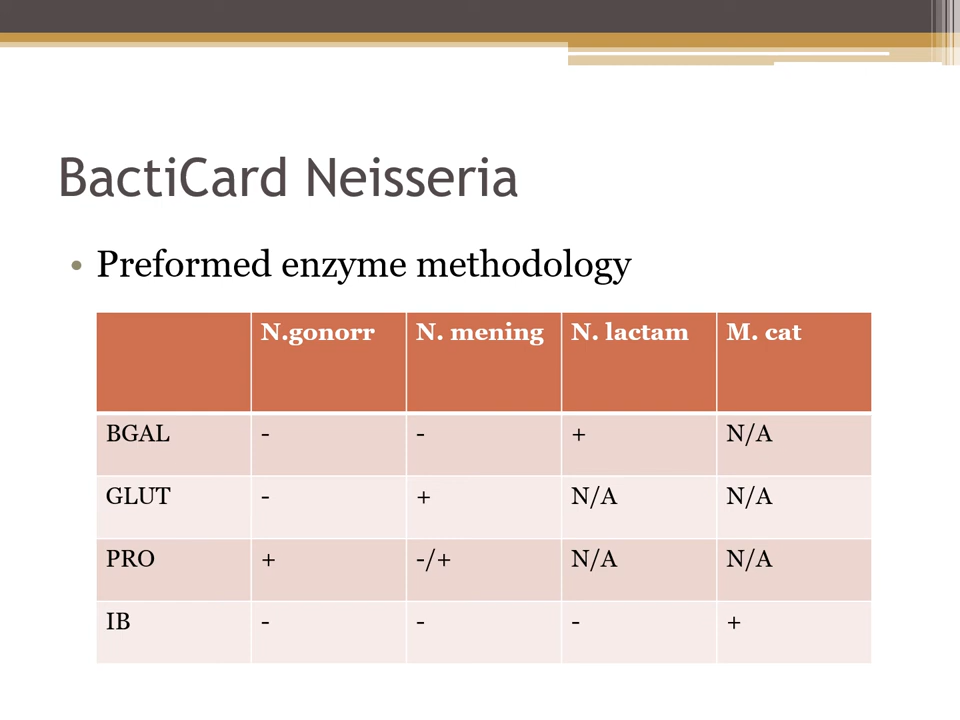 BactiCard Neisseria
• Preformed enzyme methodology
N.gonorr N. mening N. lactam M. cat
BGAL - - + N/A
GLUT - + N/A N/A
PRO + -/+ N/A N/A
IB - - - +